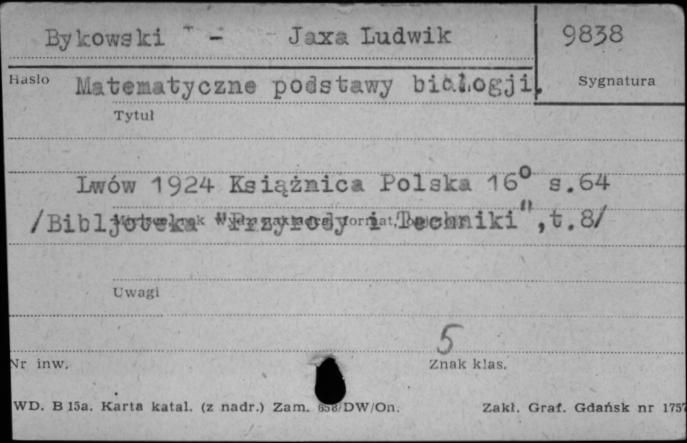 Bykowski - Jaxa Ludwik 9838
Hasło Matematyczne podstawy biologji. Sygnatura
Tytuł
Lwów 1924 Książnica Polska 16° s.64
/Bibljoteka "Przyrody i Techniki", t.8/
Uwagi
5
Nr inw. Znak klas.
WD. B 15a. Karta katal. (z nadr.) Zam. 658/DW/On. Zakł. Graf. Gdańsk nr 1757